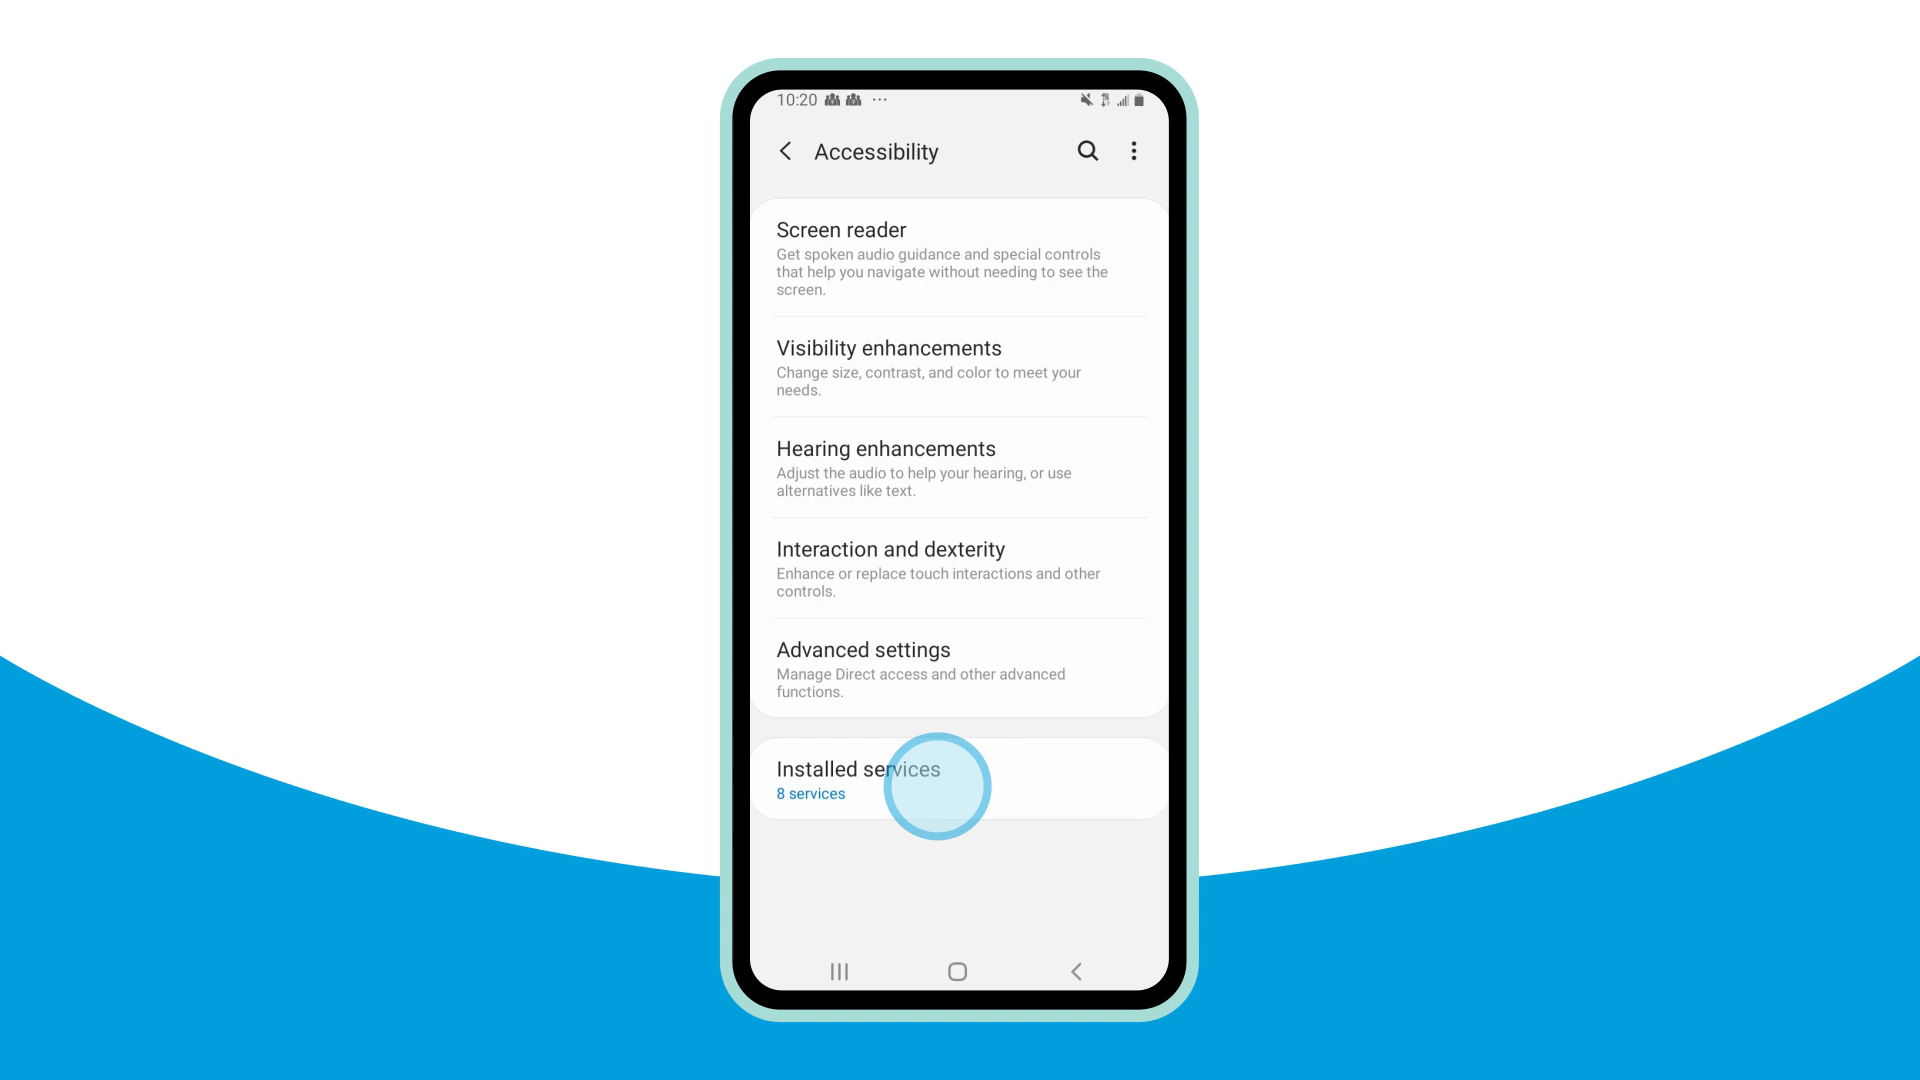 10:20
Accessibility
Screen reader
Get spoken audio guidance and special controls
that help you navigate without needing to see the
screen.
Visibility enhancements
Change size, contrast, and color to meet your
needs.
Hearing enhancements
Adjust the audio to help your hearing, or use
alternatives like text.
Interaction and dexterity
Enhance or replace touch interactions and other
controls.
Advanced settings
Manage Direct access and other advanced
functions.
Installed services
8 services